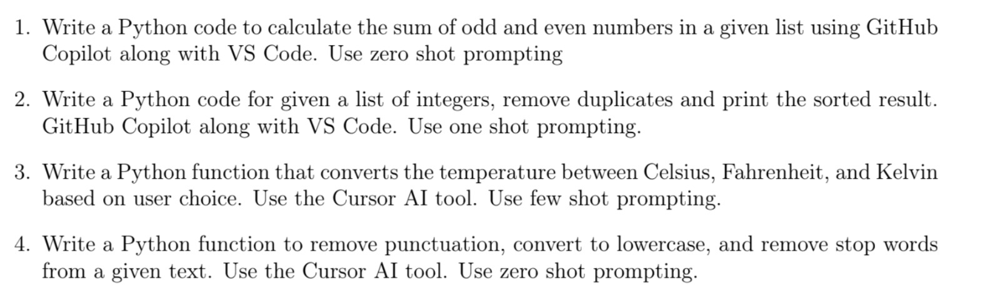 1. Write a Python code to calculate the sum of odd and even numbers in a given list using GitHub
Copilot along with VS Code. Use zero shot prompting
2. Write a Python code for given a list of integers, remove duplicates and print the sorted result.
GitHub Copilot along with VS Code. Use one shot prompting.
3. Write a Python function that converts the temperature between Celsius, Fahrenheit, and Kelvin
based on user choice. Use the Cursor AI tool. Use few shot prompting.
4. Write a Python function to remove punctuation, convert to lowercase, and remove stop words
from a given text. Use the Cursor AI tool. Use zero shot prompting.